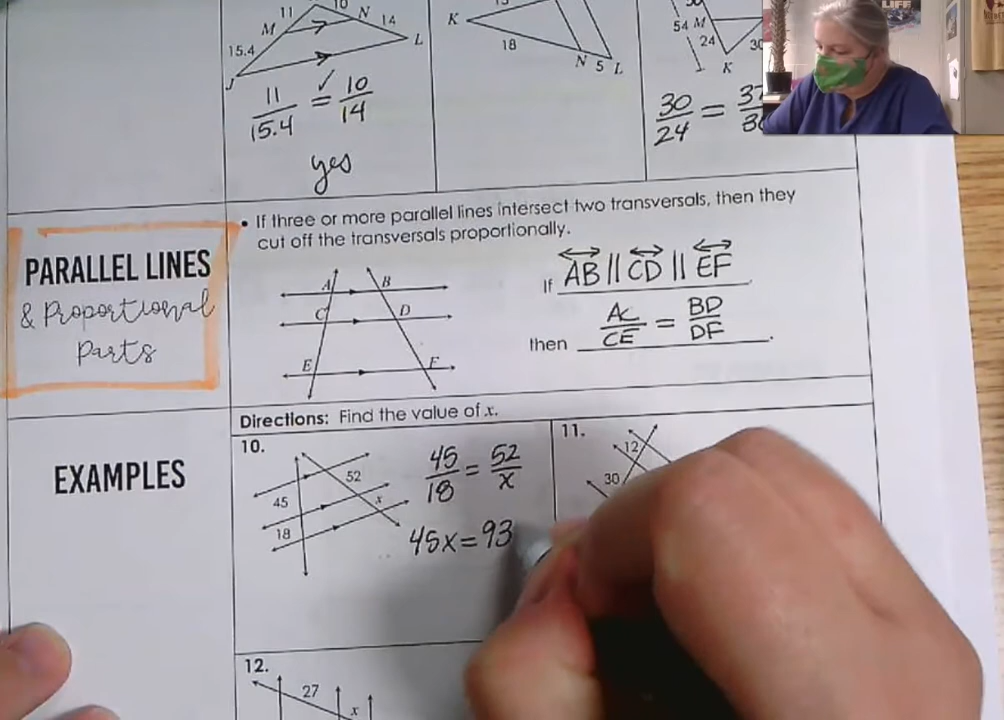 11
10
N
14
M
15.4
L
J
11/15.4 = 10/14
✓
yes
K
18
N 5 L
54 M
24
K
30/24 =
PARALLEL LINES
& Proportional
Parts
• If three or more parallel lines intersect two transversals, then they
cut off the transversals proportionally.
A
B
C
D
E
F
If AB || CD || EF.
then AC/CE = BD/DF.
Directions: Find the value of x.
EXAMPLES
10.
52
45
x
18
45/18 = 52/x
45x=93
11.
12
30
12.
27
x